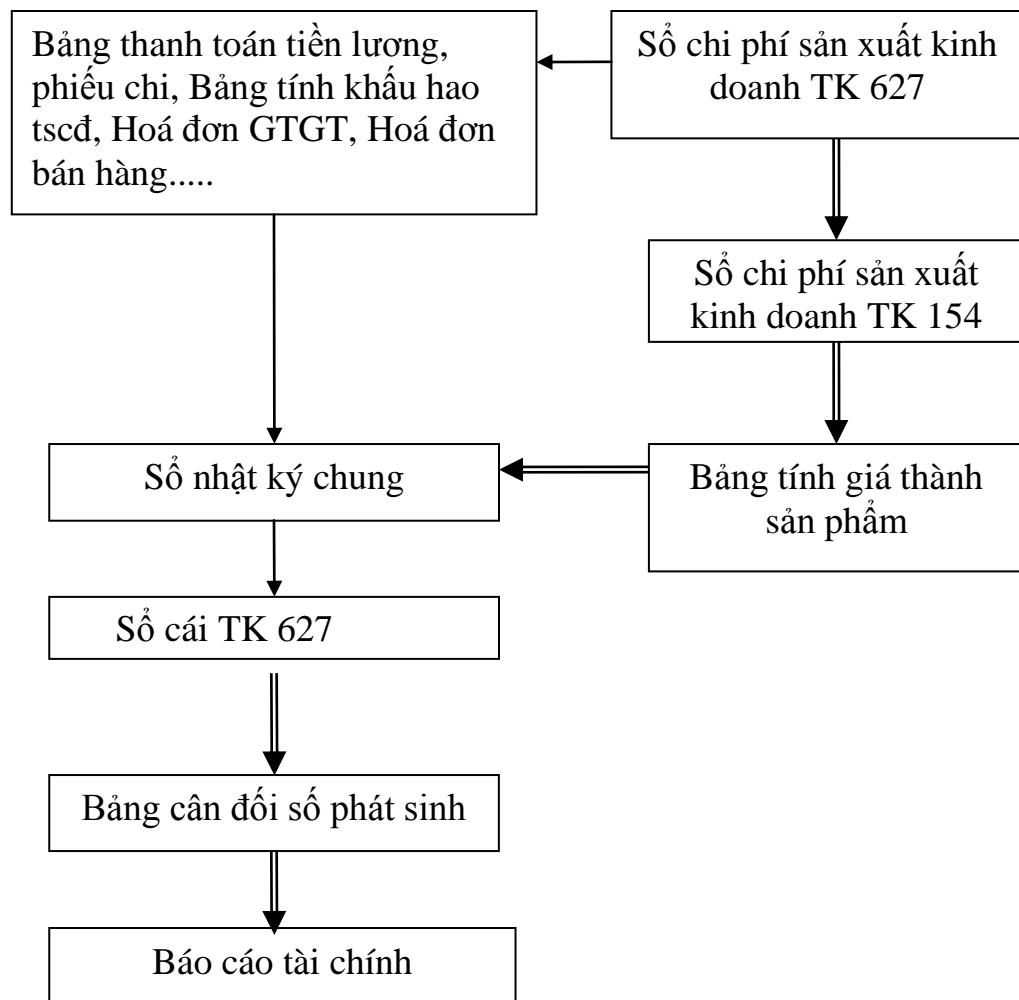 Bảng thanh toán tiền lương,
phiếu chi, Bảng tính khấu hao
tscđ, Hoá đơn GTGT, Hoá đơn
bán hàng.....
Sổ chi phí sản xuất kinh
doanh TK 627
Sổ chi phí sản xuất
kinh doanh TK 154
Sổ nhật ký chung
Bảng tính giá thành
sản phẩm
Sổ cái TK 627
Bảng cân đối số phát sinh
Báo cáo tài chính